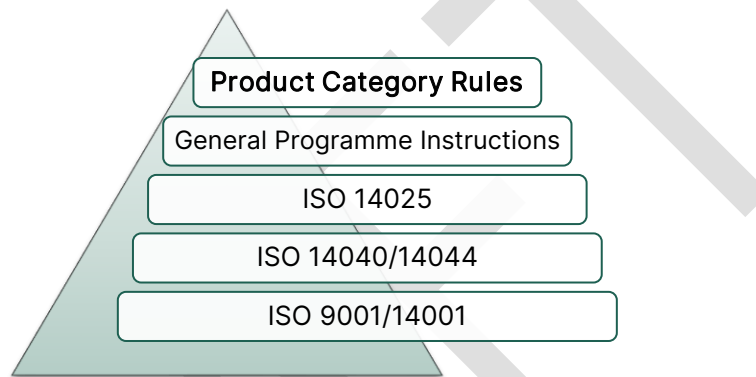 Product Category Rules
General Programme Instructions
ISO 14025
ISO 14040/14044
ISO 9001/14001